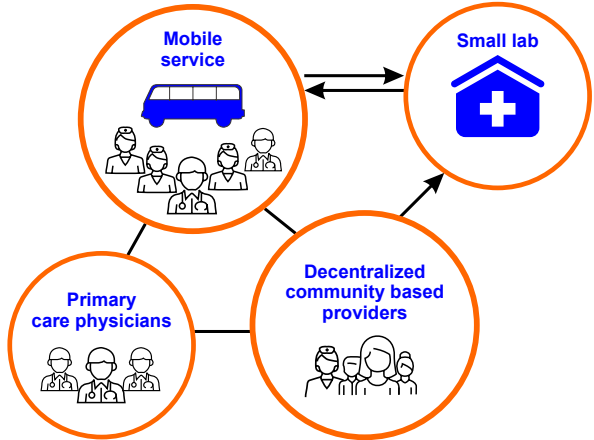 Mobile
service
Small lab
Primary
care physicians
Decentralized
community based
providers